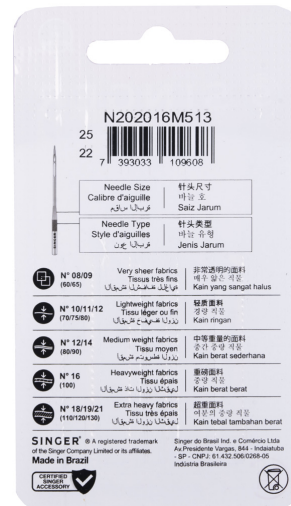 N202016M513
25
22
7 393033 109608
Needle Size
Calibre d'aiguille
针头尺寸
바늘 호
Saiz Jarum
Needle Type
Style d'aiguilles
针头类型
바늘 유형
Jenis Jarum
N° 08/09
(60/65)
Very sheer fabrics
Tissus très fins
非常透明的面料
매우 얇은 직물
Kain yang sangat halus
N° 10/11/12
(70/75/80)
Lightweight fabrics
Tissu léger ou fin
轻质面料
경량 직물
Kain ringan
N° 12/14
(80/90)
Medium weight fabrics
Tissu moyen
中等重量的面料
중간 중량 직물
Kain berat sederhana
N° 16
(100)
Heavyweight fabrics
Tissu épais
重磅面料
중량 직물
Kain berat berat
N° 18/19/21
(110/120/130)
Extra heavy fabrics
Tissu très épais
超重面料
여분의 중량 직물
Kain tebal tambahan berat
SINGER® A registered trademark
of the Singer Company Limited or its affiliates.
Made in Brazil
CERTIFIED
SINGER
ACCESSORY
Singer do Brasil Ind. e Comércio Ltda
Av.Presidente Vargas, 844 - Indaiatuba
- SP - CNPJ: 61.432.506/0268-05
Indústria Brasileira